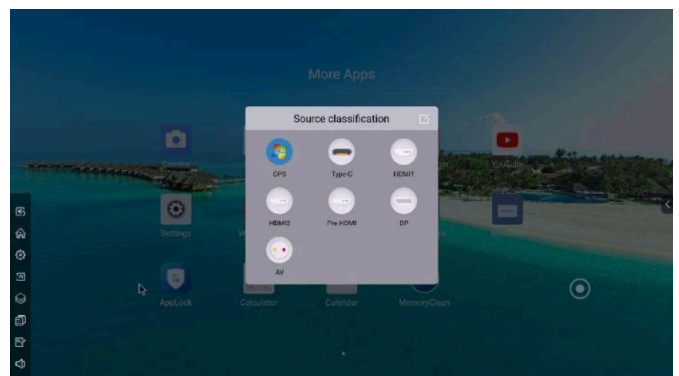 More Apps
Source classification
OPS Type-C HDMI1
Camera YouTube
HDMI2 Pre HDMI DP
Settings
AV
AppLock Calculator Calendar MemoryClean